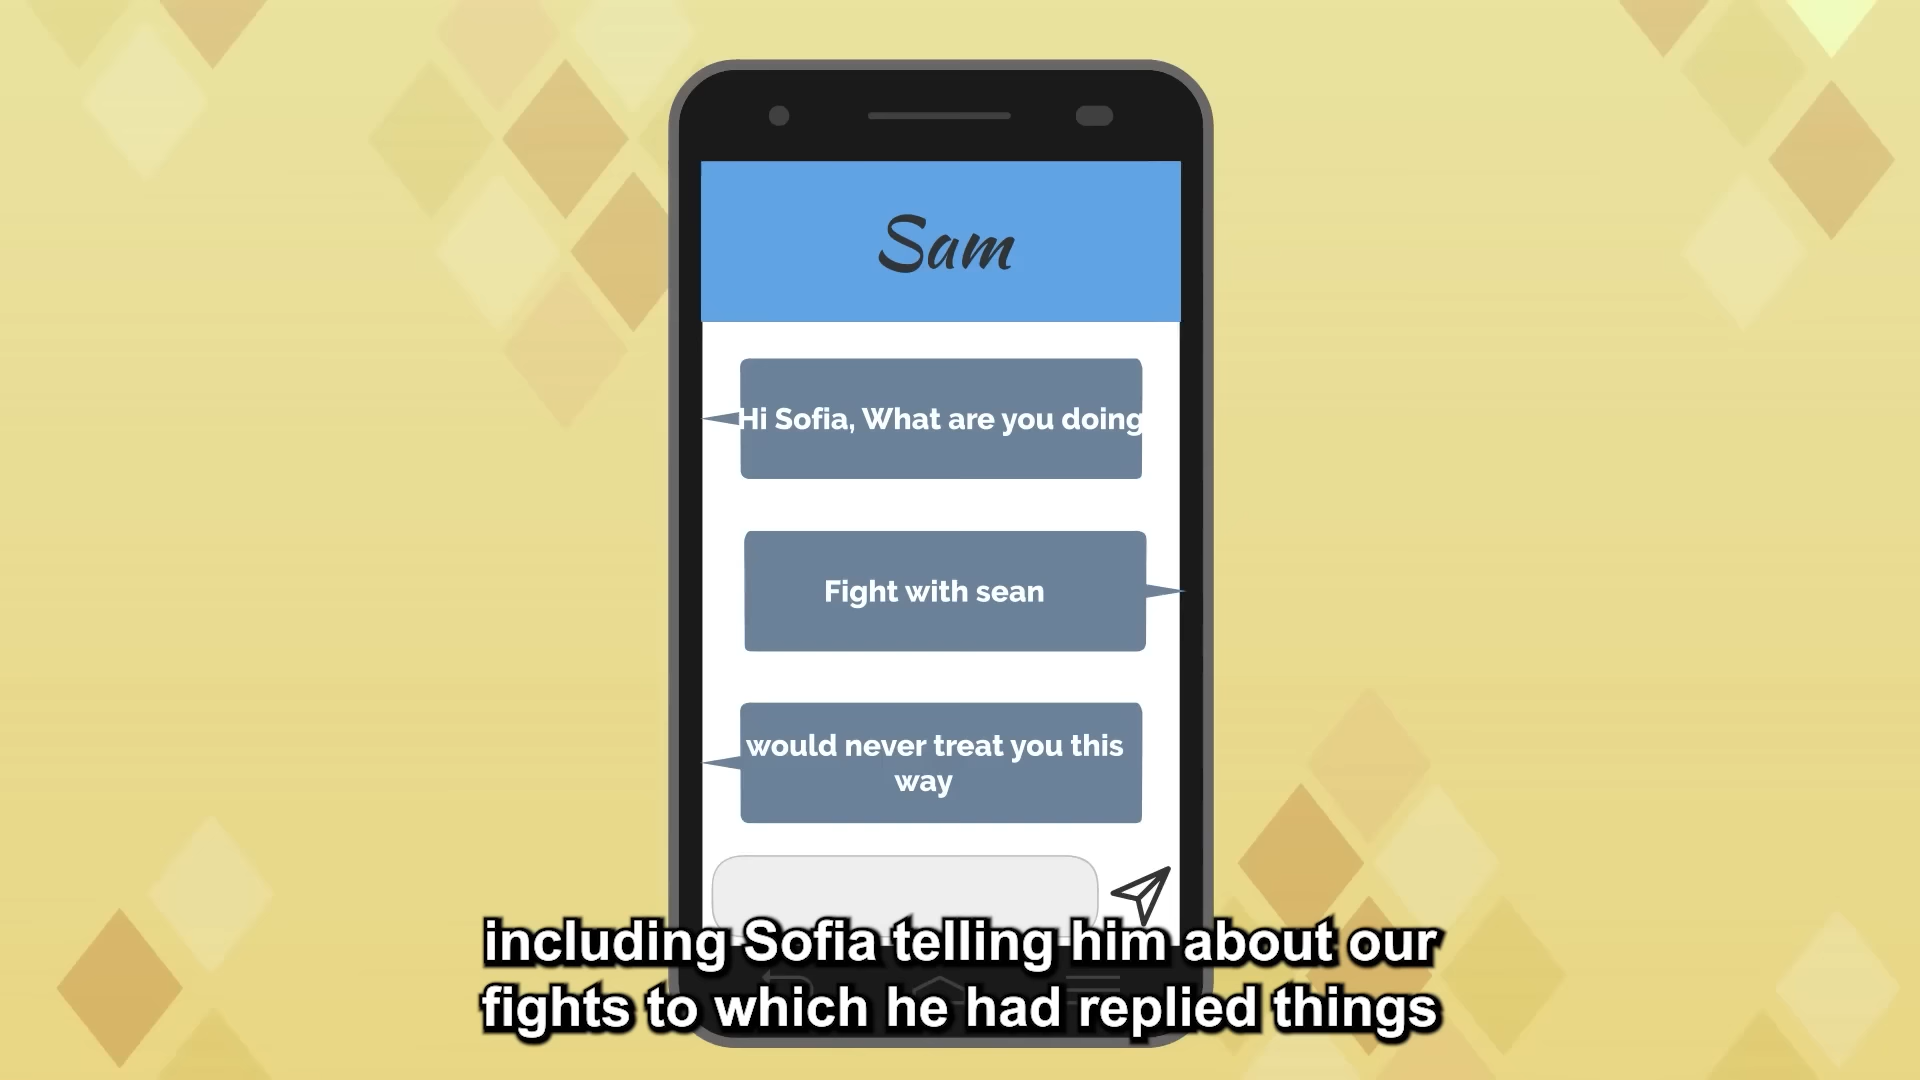 Sam
Hi Sofia, What are you doing
Fight with sean
would never treat you this
way
including Sofia telling him about our
fights to which he had replied things